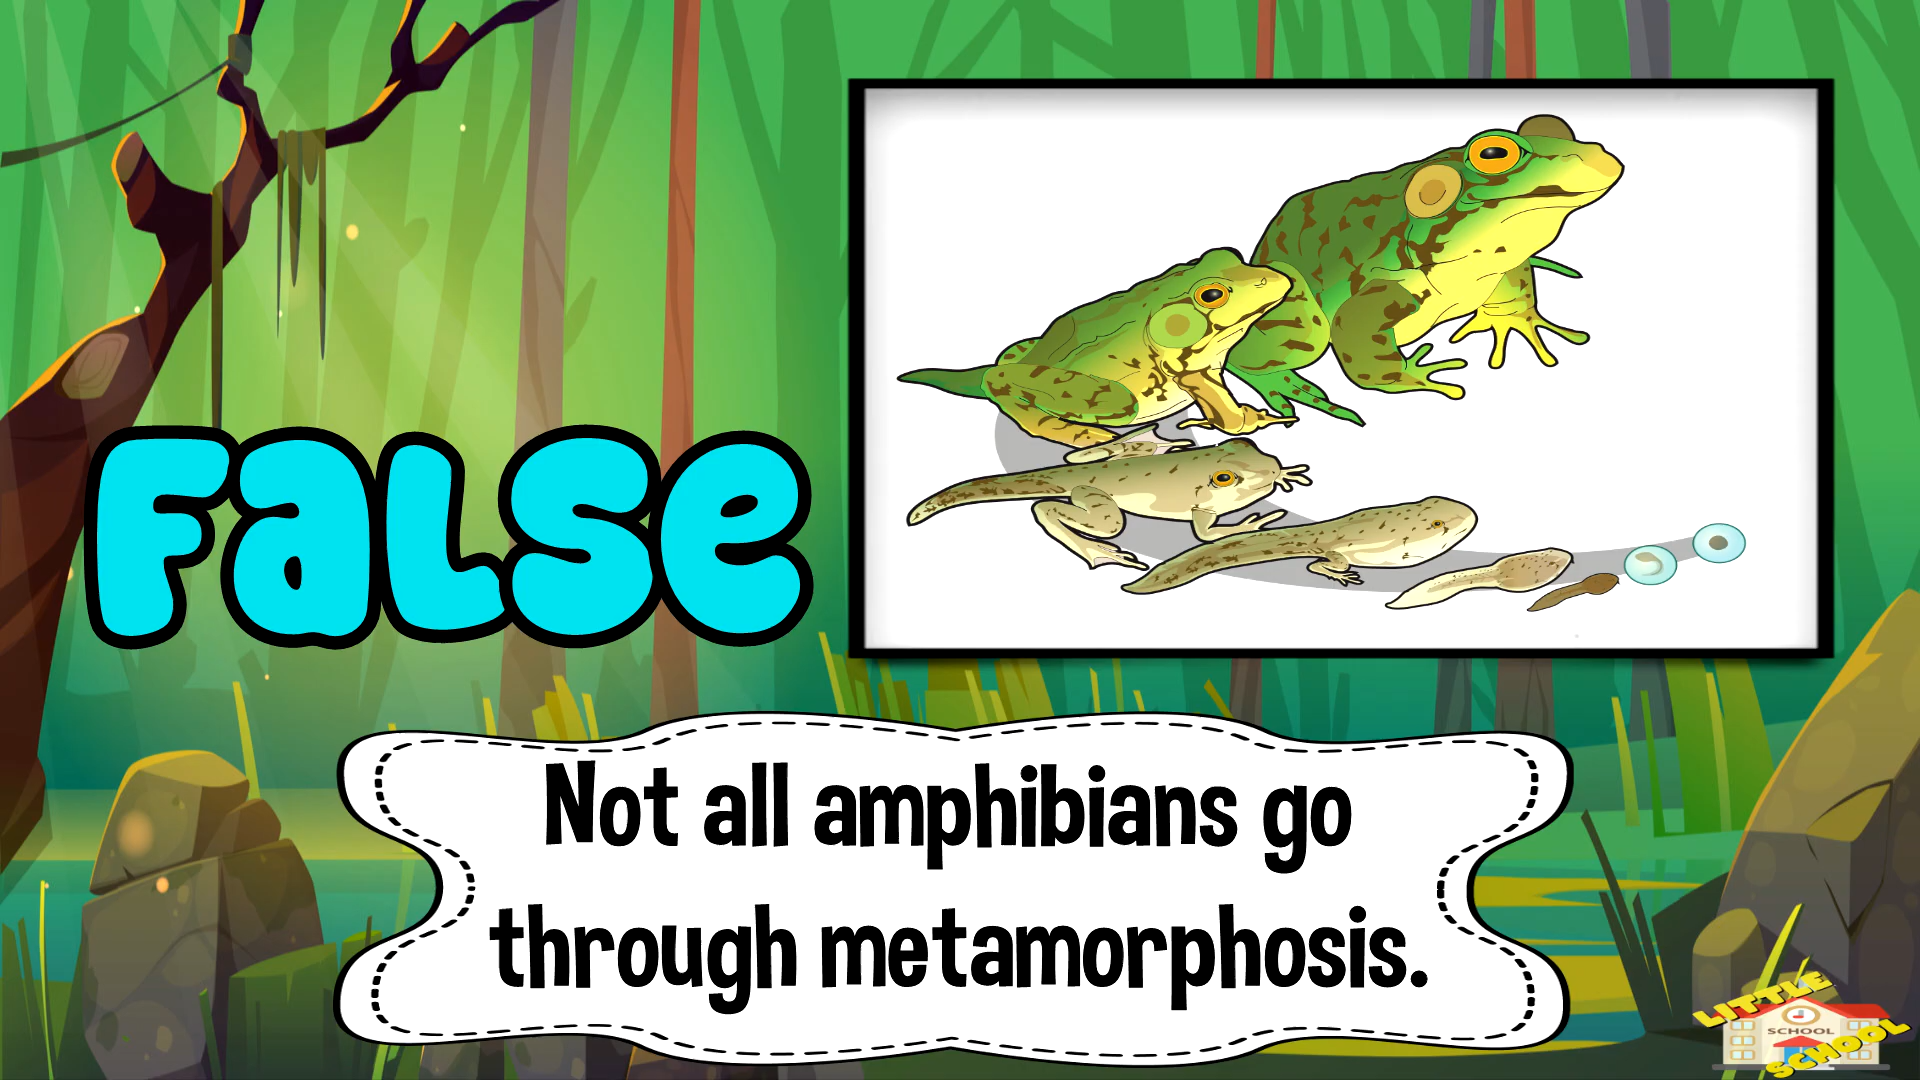 FALSE
Not all amphibians go
through metamorphosis.
LITTLE
SCHOOL
SCHOOL